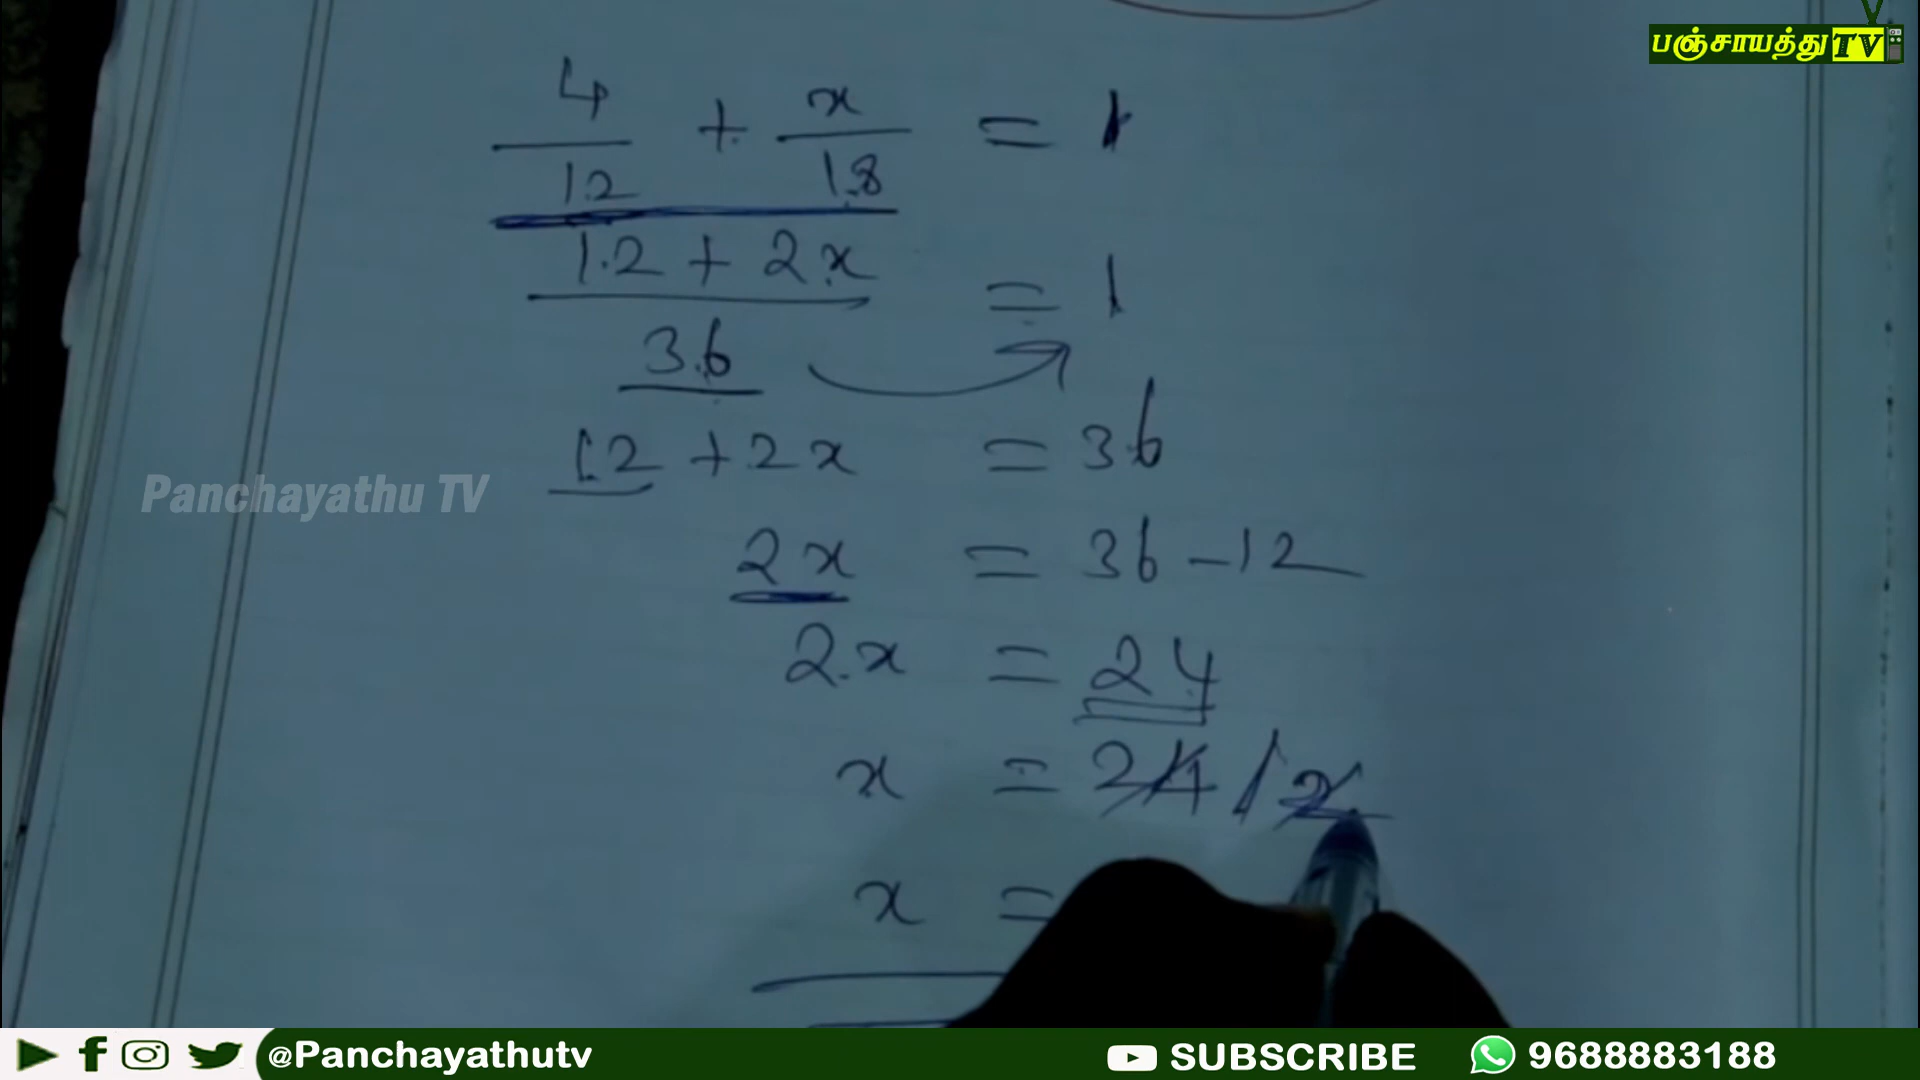 பஞ்சாயத்து TV
4/12 + x/18 = 1
12 + 2x / 36 = 1
12 + 2x = 36
Panchayathu TV
2x = 36 - 12
2x = 24
x = 24/2
x =
@Panchayathutv SUBSCRIBE 9688883188